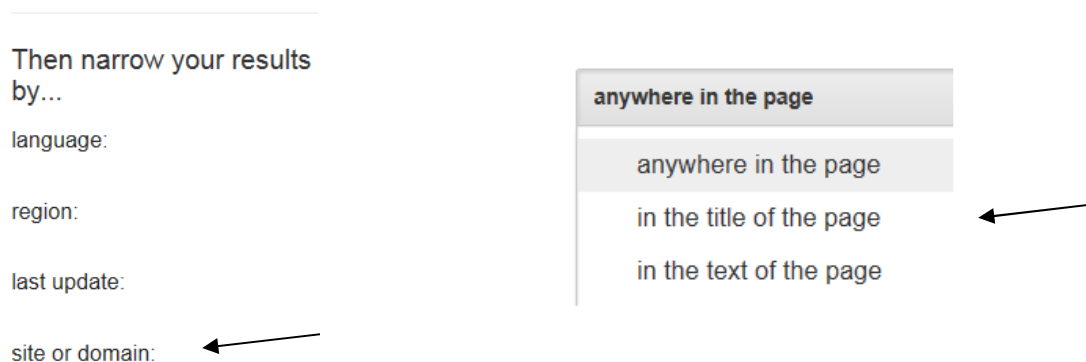 Then narrow your results
by...
language:
region:
last update:
site or domain:
anywhere in the page
anywhere in the page
in the title of the page
in the text of the page